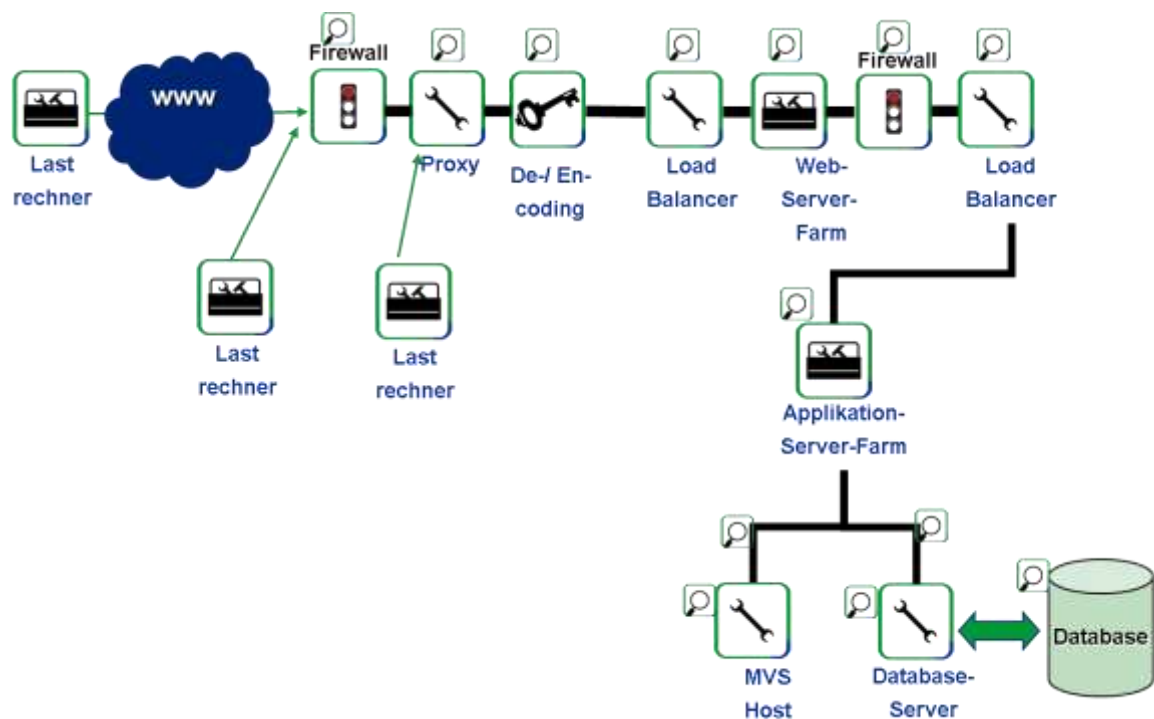 Firewall
Firewall
www
Last
rechner
Proxy
De-/ En-
coding
Load
Balancer
Web-
Server-
Farm
Load
Balancer
Last
rechner
Last
rechner
Applikation-
Server-Farm
MVS
Host
Database-
Server
Database